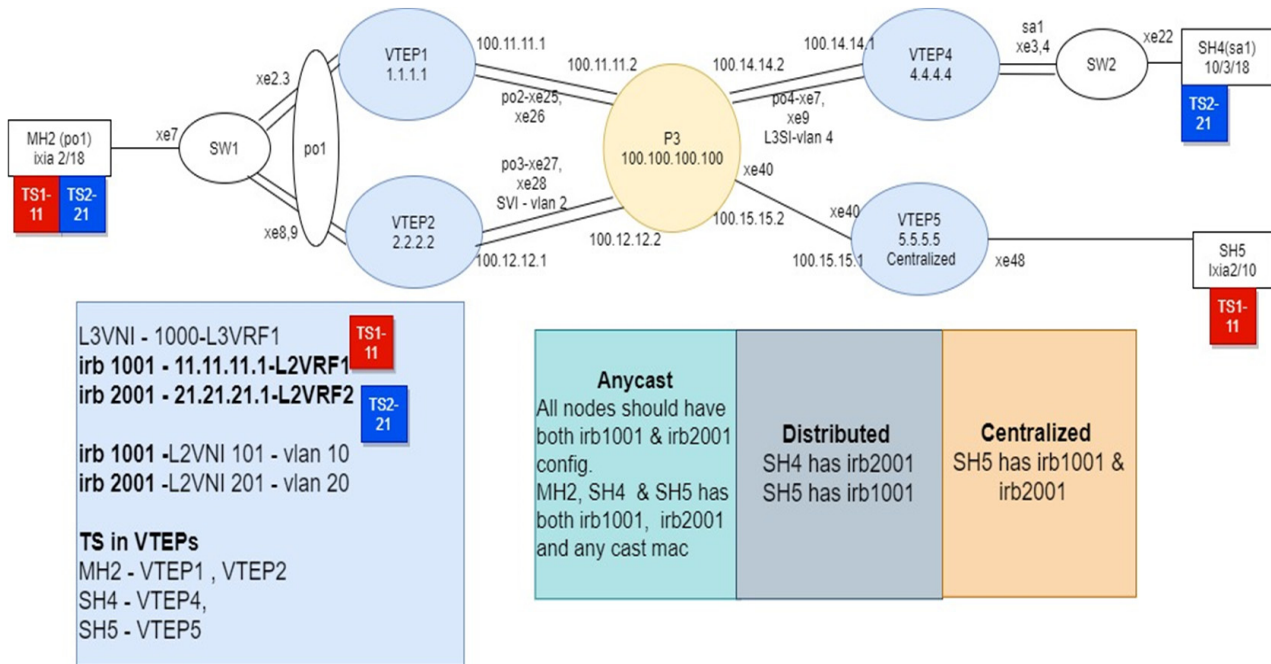 VTEP1
1.1.1.1
100.11.11.1
100.11.11.2
100.14.14.1
100.14.14.2
VTEP4
4.4.4.4
sa1
xe3,4
xe22
SW2
SH4(sa1)
10/3/18
TS2-
21
xe2.3
po2-xe25,
xe26
po4-xe7,
xe9
L3SI-vlan 4
MH2 (po1)
ixia 2/18
TS1-
11
TS2-
21
xe7
SW1
po1
P3
100.100.100.100
po3-xe27,
xe28
SVI - vlan 2
xe40
xe40
xe8,9
VTEP2
2.2.2.2
100.12.12.1
100.12.12.2
100.15.15.2
100.15.15.1
VTEP5
5.5.5.5
Centralized
xe48
SH5
Ixia2/10
TS1-
11
L3VNI - 1000-L3VRF1
irb 1001 - 11.11.11.1-L2VRF1
irb 2001 - 21.21.21.1-L2VRF2
TS1-
11
TS2-
21
irb 1001 -L2VNI 101 - vlan 10
irb 2001 -L2VNI 201 - vlan 20
TS in VTEPs
MH2 - VTEP1 , VTEP2
SH4 - VTEP4,
SH5 - VTEP5
Anycast
All nodes should have
both irb1001 & irb2001
config.
MH2, SH4 & SH5 has
both irb1001, irb2001
and any cast mac
Distributed
SH4 has irb2001
SH5 has irb1001
Centralized
SH5 has irb1001 &
irb2001